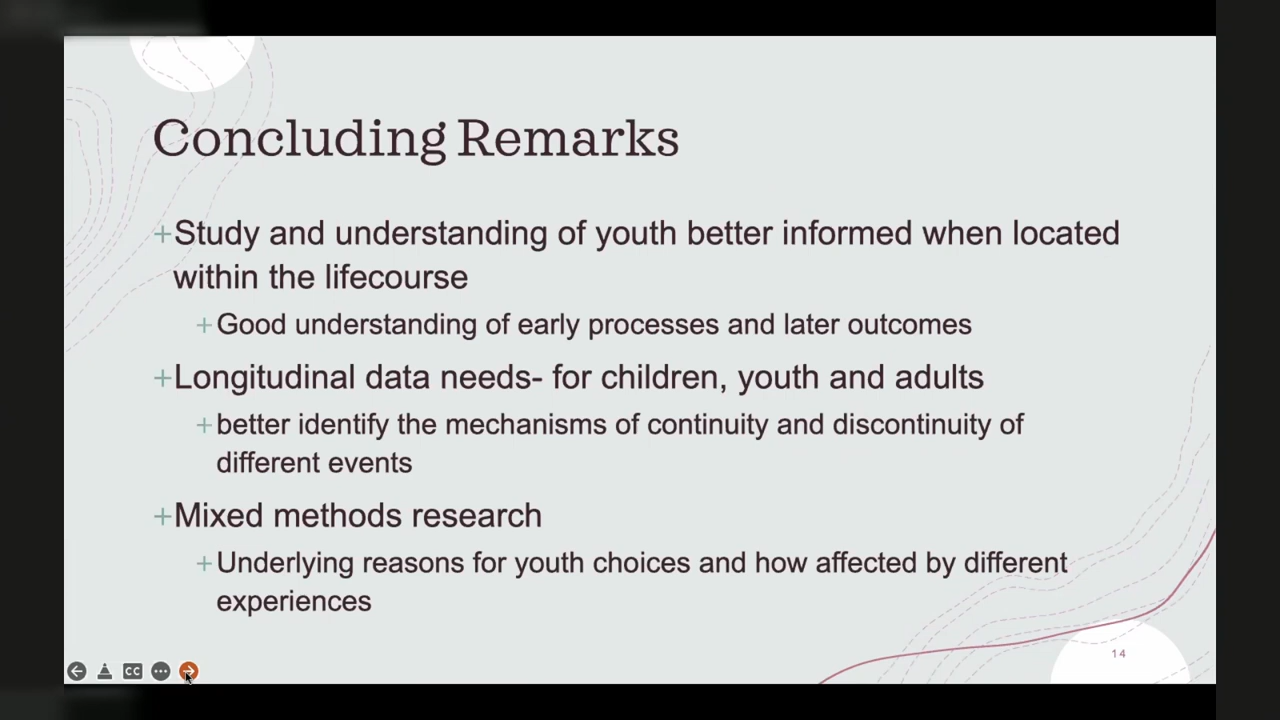 Concluding Remarks
+Study and understanding of youth better informed when located
within the lifecourse
+Good understanding of early processes and later outcomes
+Longitudinal data needs- for children, youth and adults
+better identify the mechanisms of continuity and discontinuity of
different events
+Mixed methods research
+Underlying reasons for youth choices and how affected by different
experiences
14
CC